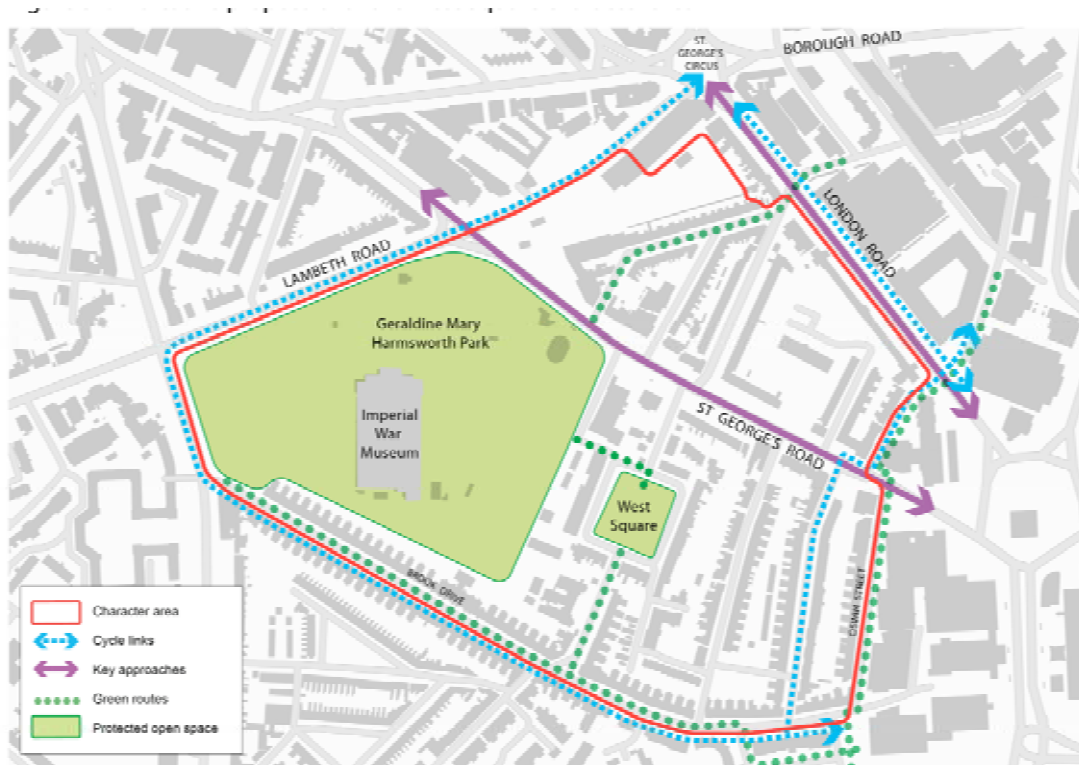 ST.
GEORGE'S
CIRCUS
BOROUGH ROAD
LONDON ROAD
LAMBETH ROAD
Geraldine Mary
Harmsworth Park
Imperial
War
Museum
ST GEORGE'S ROAD
West
Square
BROOK DRIVE
OSWIN STREET
Character area
Cycle links
Key approaches
Green routes
Protected open space